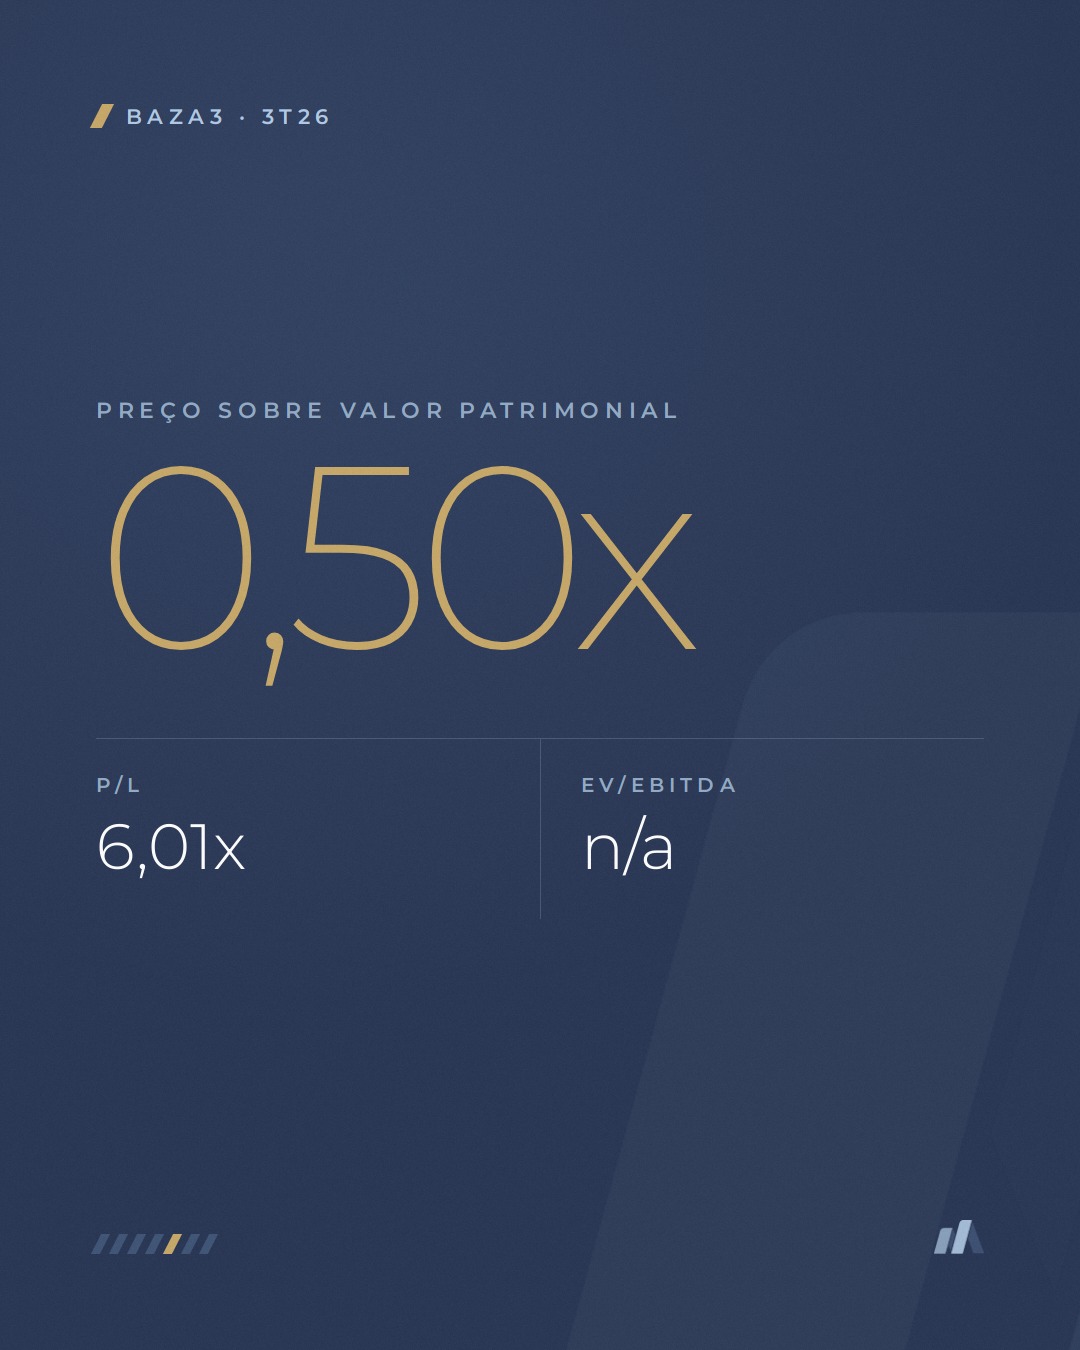 BAZA3 · 3T26
PREÇO SOBRE VALOR PATRIMONIAL
0,50x
P/L
6,01x
EV/EBITDA
n/a